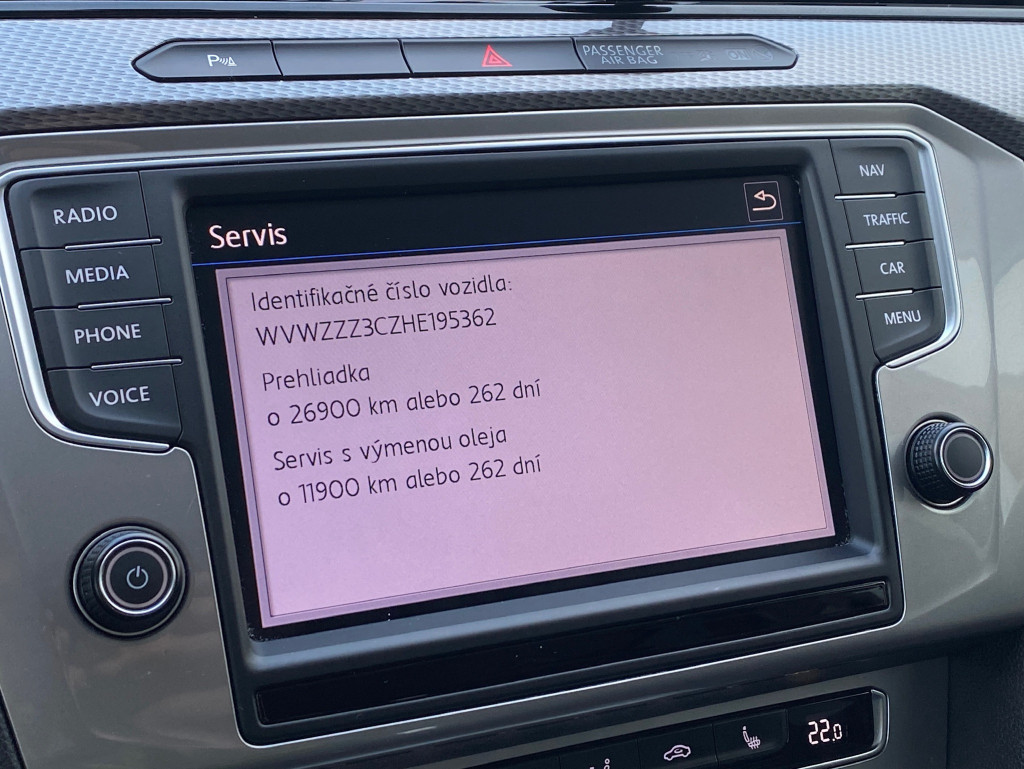 P
PASSENGER
AIR BAG
RADIO
MEDIA
PHONE
VOICE
Servis
Identifikačné číslo vozidla:
WVWZZZ3CZHE195362
Prehliadka
o 26900 km alebo 262 dní
Servis s výmenou oleja
o 11900 km alebo 262 dní
NAV
TRAFFIC
CAR
MENU
22.0